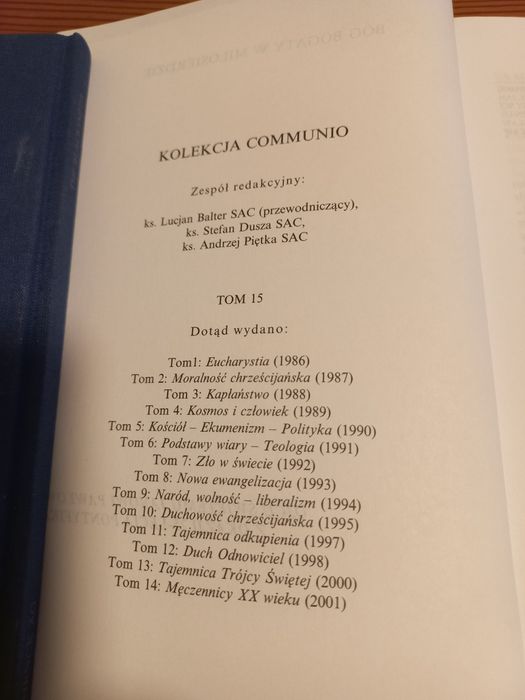 KOLEKCJA COMMUNIO
Zespół redakcyjny:
ks. Lucjan Balter SAC (przewodniczący),
ks. Stefan Dusza SAC,
ks. Andrzej Piętka SAC
TOM 15
Dotąd wydano:
Tom1: Eucharystia (1986)
Tom 2: Moralność chrześcijańska (1987)
Tom 3: Kapłaństwo (1988)
Tom 4: Kosmos i człowiek (1989)
Tom 5: Kościół – Ekumenizm – Polityka (1990)
Tom 6: Podstawy wiary – Teologia (1991)
Tom 7: Zło w świecie (1992)
Tom 8: Nowa ewangelizacja (1993)
Tom 9: Naród, wolność – liberalizm (1994)
Tom 10: Duchowość chrześcijańska (1995)
Tom 11: Tajemnica odkupienia (1997)
Tom 12: Duch Odnowiciel (1998)
Tom 13: Tajemnica Trójcy Świętej (2000)
Tom 14: Męczennicy XX wieku (2001)